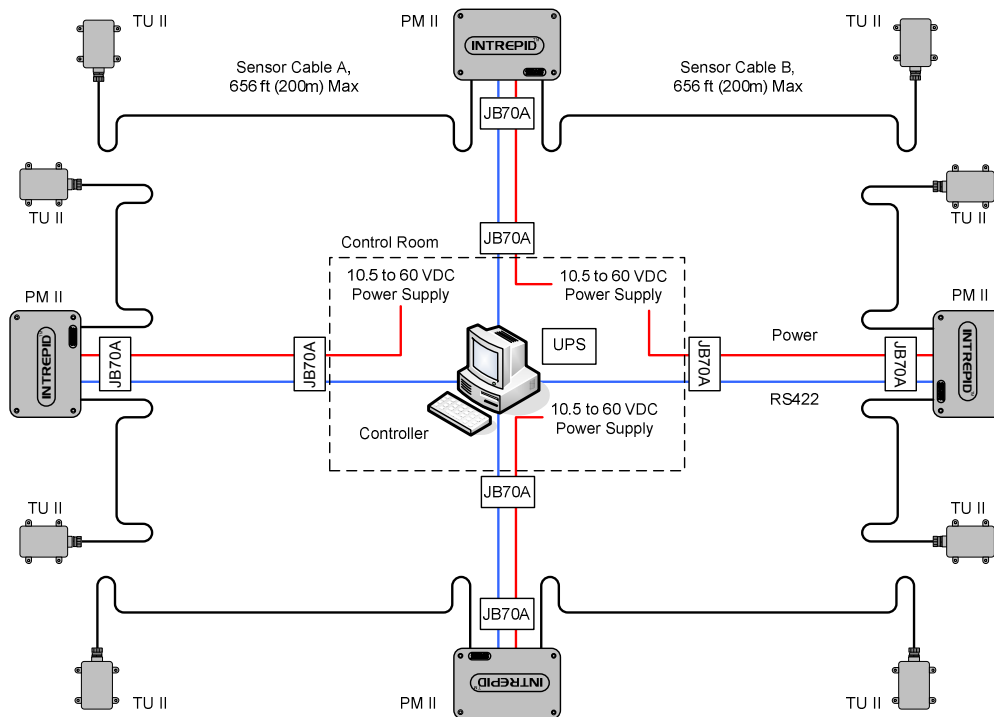 TU II
PM II
TU II
INTREPID
Sensor Cable A,
656 ft (200m) Max
Sensor Cable B,
656 ft (200m) Max
JB70A
TU II
TU II
JB70A
Control Room
10.5 to 60 VDC
Power Supply
10.5 to 60 VDC
Power Supply
PM II
PM II
INTREPID
JB70A
JB70A
UPS
JB70A
Power
JB70A
INTREPID
RS422
10.5 to 60 VDC
Power Supply
Controller
JB70A
TU II
TU II
JB70A
INTREPID
TU II
PM II
TU II